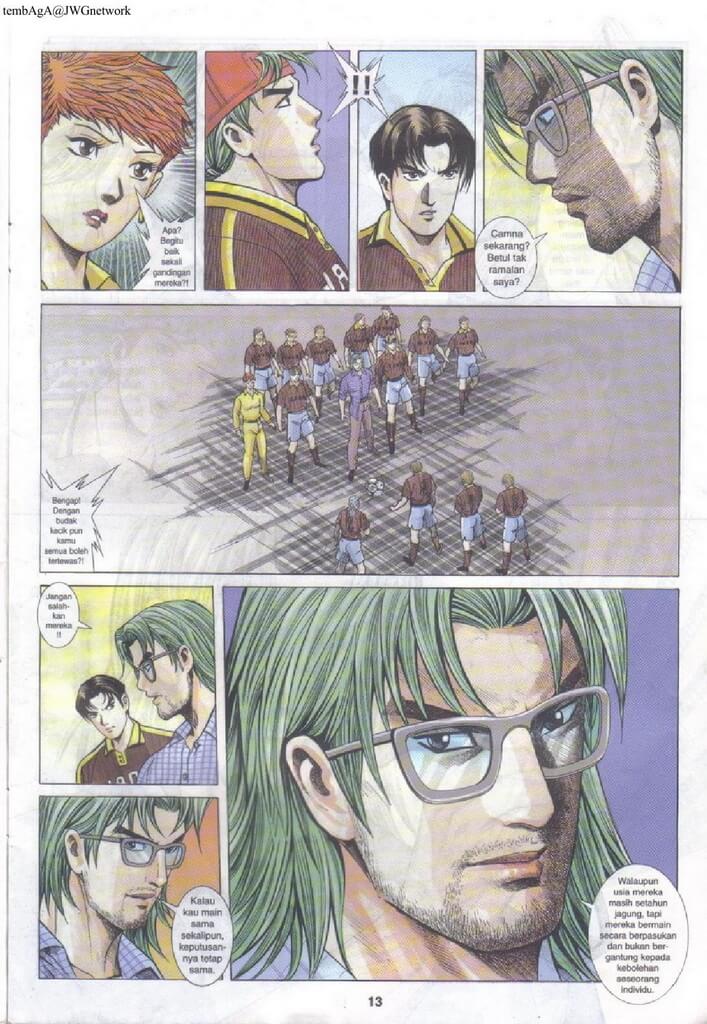 tembAgA@JWGnetwork
!!
Apa?
Begitu
baik
sekali
gandingan
mereka?!
Camna
sekarang?
Betul tak
ramalan
saya?
Bengap!
Dengan
budak
kecik pun
kamu
semua boleh
tertewas?!
Jangan
salah-
kan
mereka
!!
Kalau
kau main
sekalipun,
keputusan-
nya tetap
sama.
Walaupun
usia mereka
masih setahun
jagung, tapi
mereka bermain
secara berpasukan
dan bukan ber-
gantung kepada
kebolehan
seseorang
individu.
13